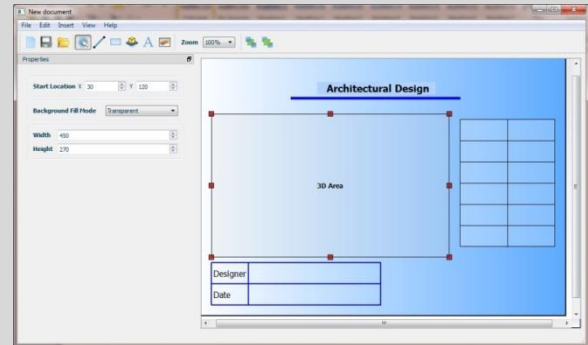 New document
File Edit Insert View Help
A Zoom 100%
Properties
Start Location X 30 Y 120
Background Fill Mode Transparent
Width 450
Height 270
Architectural Design
3D Area
Designer
Date